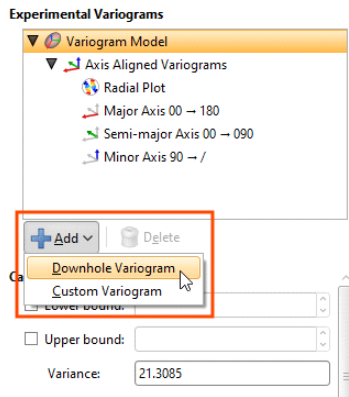 Experimental Variograms
Variogram Model
Axis Aligned Variograms
Radial Plot
Major Axis 00 → 180
Semi-major Axis 00 → 090
Minor Axis 90 → /
Add Delete
Downhole Variogram
Ca
Custom Variogram
Lower bound:
Upper bound:
Variance: 21.3085